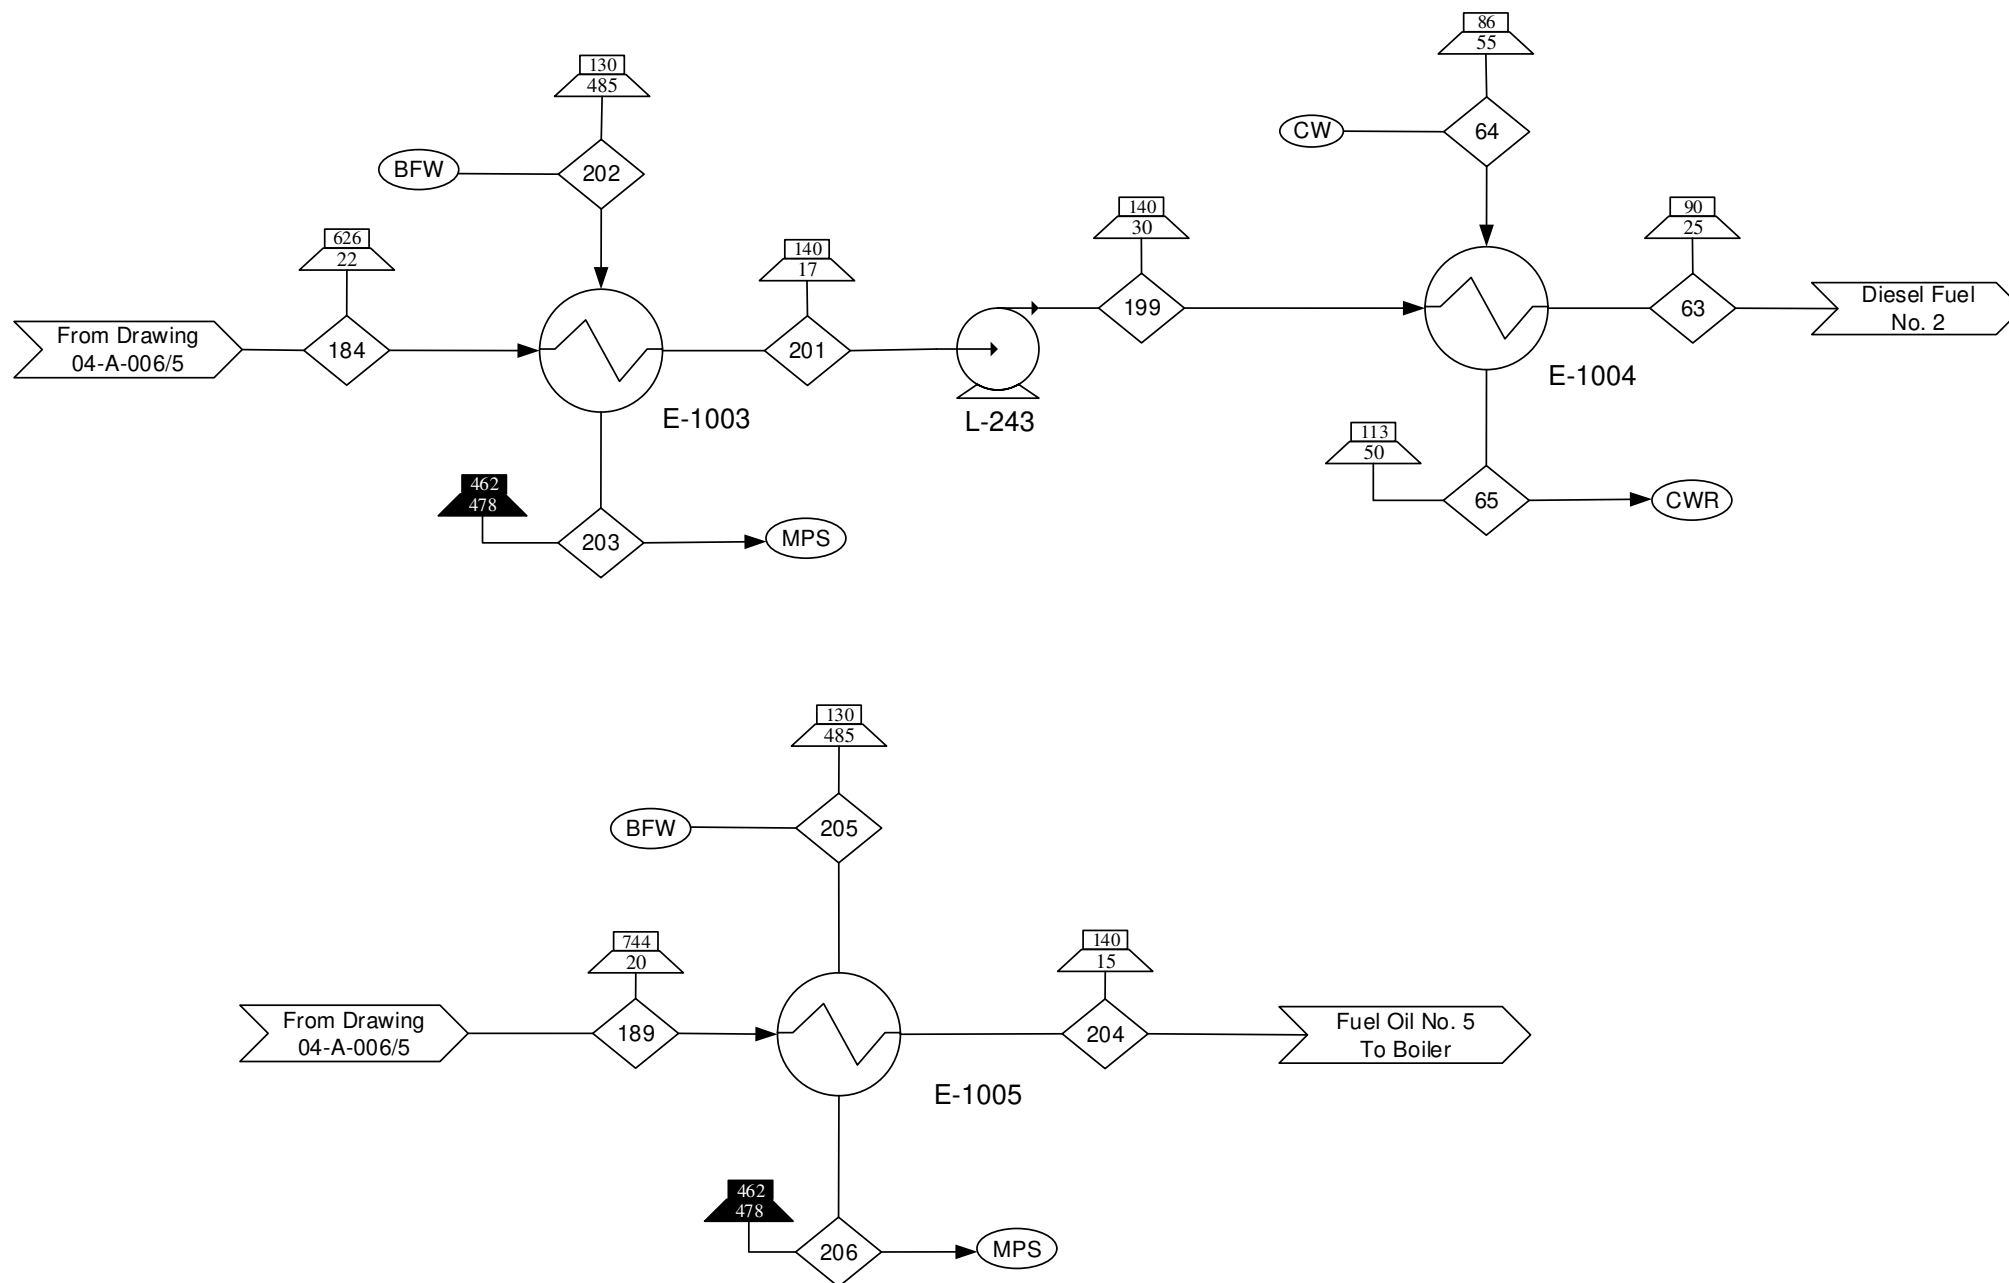 86
55
130
485
CW
64
BFW
202
140
30
90
25
626
22
140
17
Diesel Fuel
No. 2
199
63
From Drawing
04-A-006/5
184
201
E-1004
E-1003
L-243
113
50
462
478
65
CWR
203
MPS
130
485
BFW
205
744
20
140
15
From Drawing
04-A-006/5
189
204
Fuel Oil No. 5
To Boiler
E-1005
462
478
206
MPS